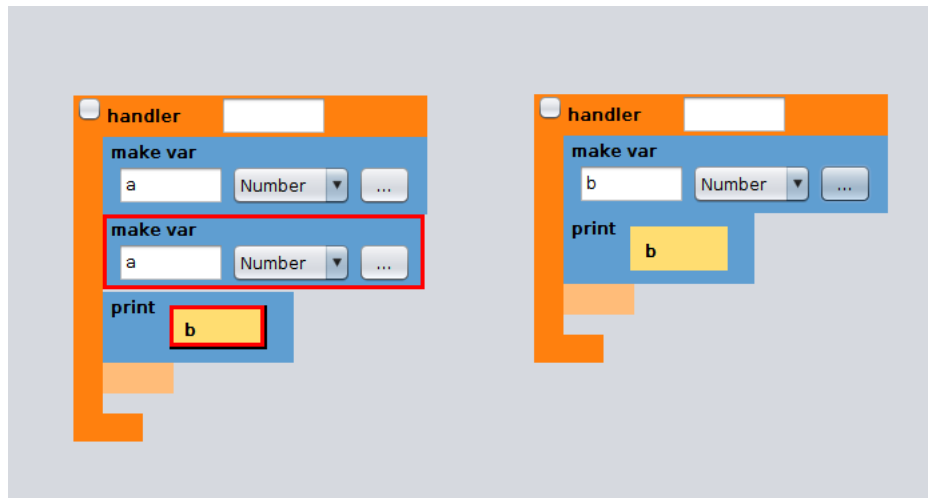 handler
make var
a Number ...
make var
a Number ...
print
b
handler
make var
b Number ...
print
b